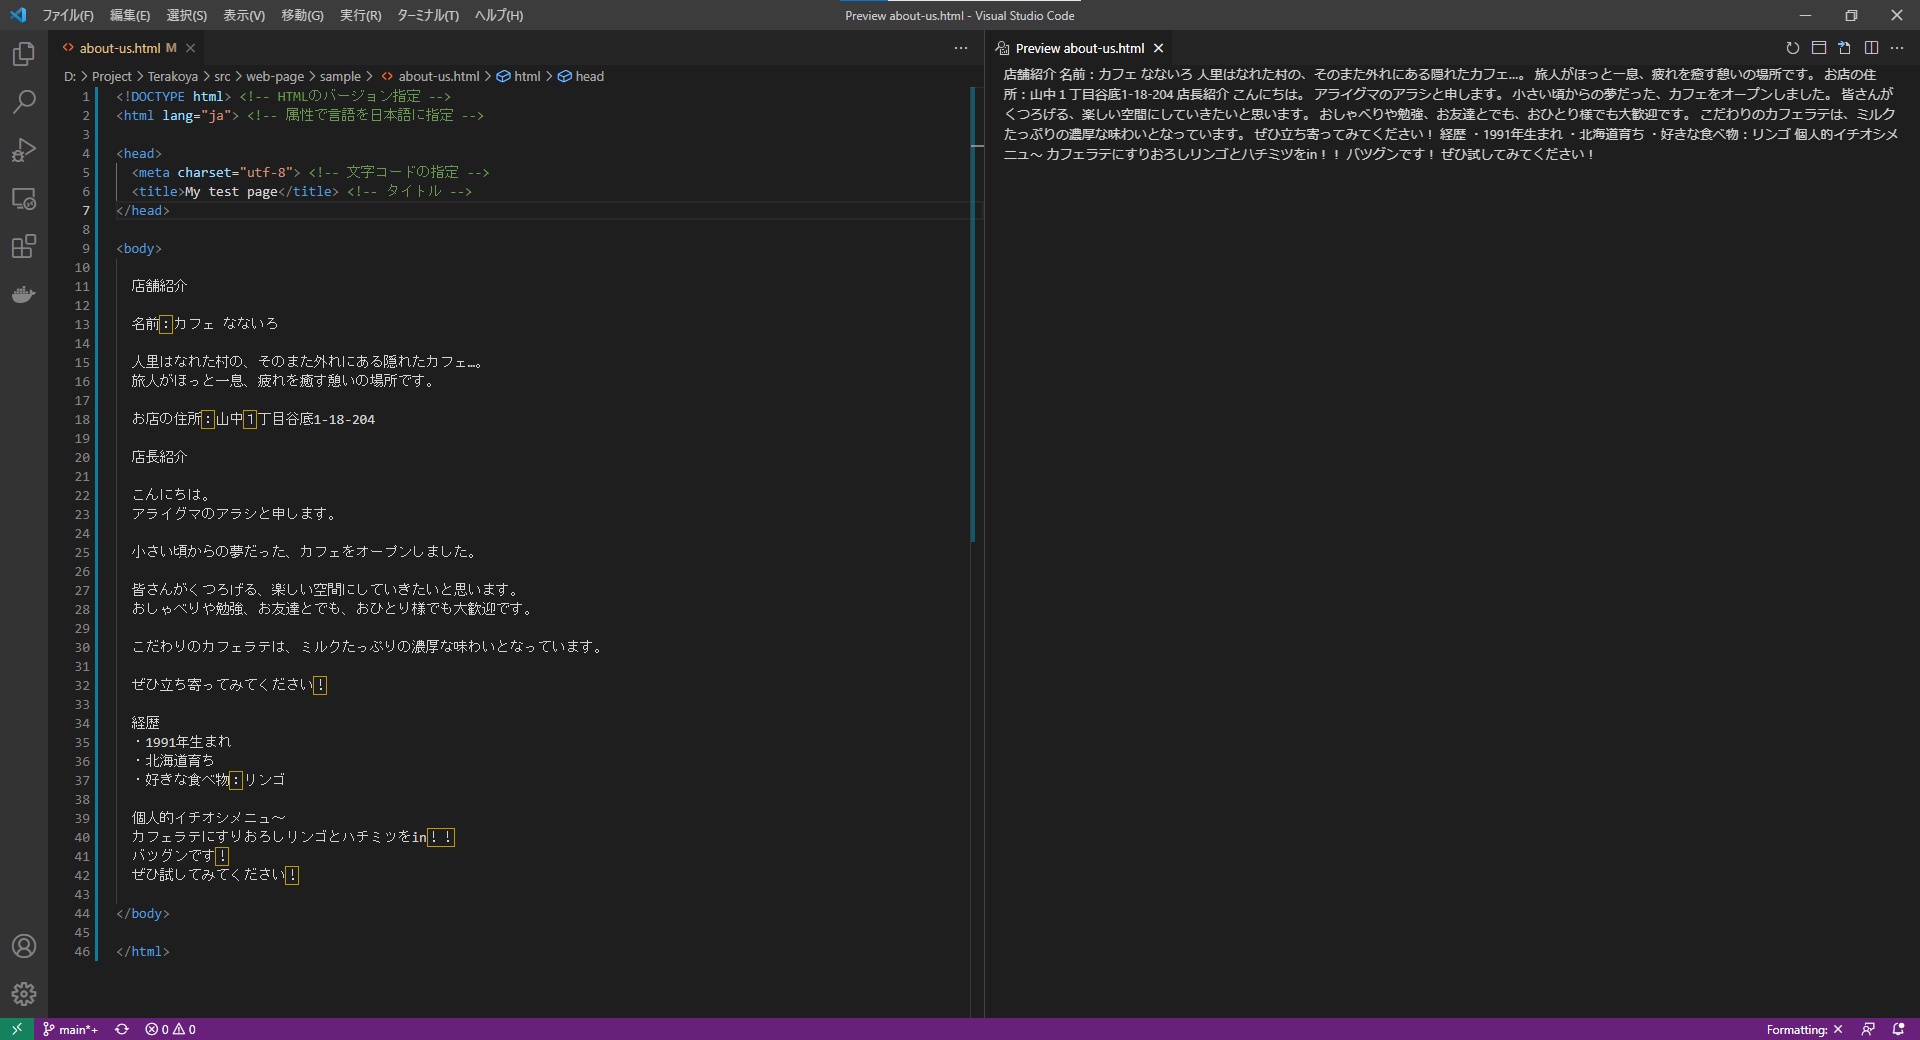 ファイル(F) 編集(E) 選択(S) 表示(V) 移動(G) 実行(R) ターミナル(T) ヘルプ(H)
Preview about-us.html - Visual Studio Code
about-us.html M
D: > Project > Terakoya > src > web-page > sample > about-us.html > html > head
1 <!DOCTYPE html> <!-- HTMLのバージョン指定 -->
2 <html lang="ja"> <!-- 属性で言語を日本語に指定 -->
3
4 <head>
5 <meta charset="utf-8"> <!-- 文字コードの指定 -->
6 <title>My test page</title> <!-- タイトル -->
7 </head>
8
9 <body>
10
11 店舗紹介
12
13 名前：カフェ なないろ
14
15 人里はなれた村の、そのまた外れにある隠れたカフェ…。
16 旅人がほっと一息、疲れを癒す憩いの場所です。
17
18 お店の住所：山中１丁目谷底1-18-204
19
20 店長紹介
21
22 こんにちは。
23 アライグマのアラシと申します。
24
25 小さい頃からの夢だった、カフェをオープンしました。
26
27 皆さんがくつろげる、楽しい空間にしていきたいと思います。
28 おしゃべりや勉強、お友達とでも、おひとり様でも大歓迎です。
29
30 こだわりのカフェラテは、ミルクたっぷりの濃厚な味わいとなっています。
31
32 ぜひ立ち寄ってみてください！
33
34 経歴
35 ・1991年生まれ
36 ・北海道育ち
37 ・好きな食べ物：リンゴ
38
39 個人的イチオシメニュ～
40 カフェラテにすりおろしリンゴとハチミツをin！！
41 バツグンです！
42 ぜひ試してみてください！
43
44 </body>
45
46 </html>
Preview about-us.html
店舗紹介 名前：カフェ なないろ 人里はなれた村の、そのまた外れにある隠れたカフェ…。 旅人がほっと一息、疲れを癒す憩いの場所です。 お店の住
所：山中１丁目谷底1-18-204 店長紹介 こんにちは。 アライグマのアラシと申します。 小さい頃からの夢だった、カフェをオープンしました。 皆さんが
くつろげる、楽しい空間にしていきたいと思います。 おしゃべりや勉強、お友達とでも、おひとり様でも大歓迎です。 こだわりのカフェラテは、ミルク
たっぷりの濃厚な味わいとなっています。 ぜひ立ち寄ってみてください！ 経歴 ・1991年生まれ ・北海道育ち ・好きな食べ物：リンゴ 個人的イチオシメ
ニュ～ カフェラテにすりおろしリンゴとハチミツをin！！ バツグンです！ ぜひ試してみてください！
main*+ 0 0
Formatting: ×